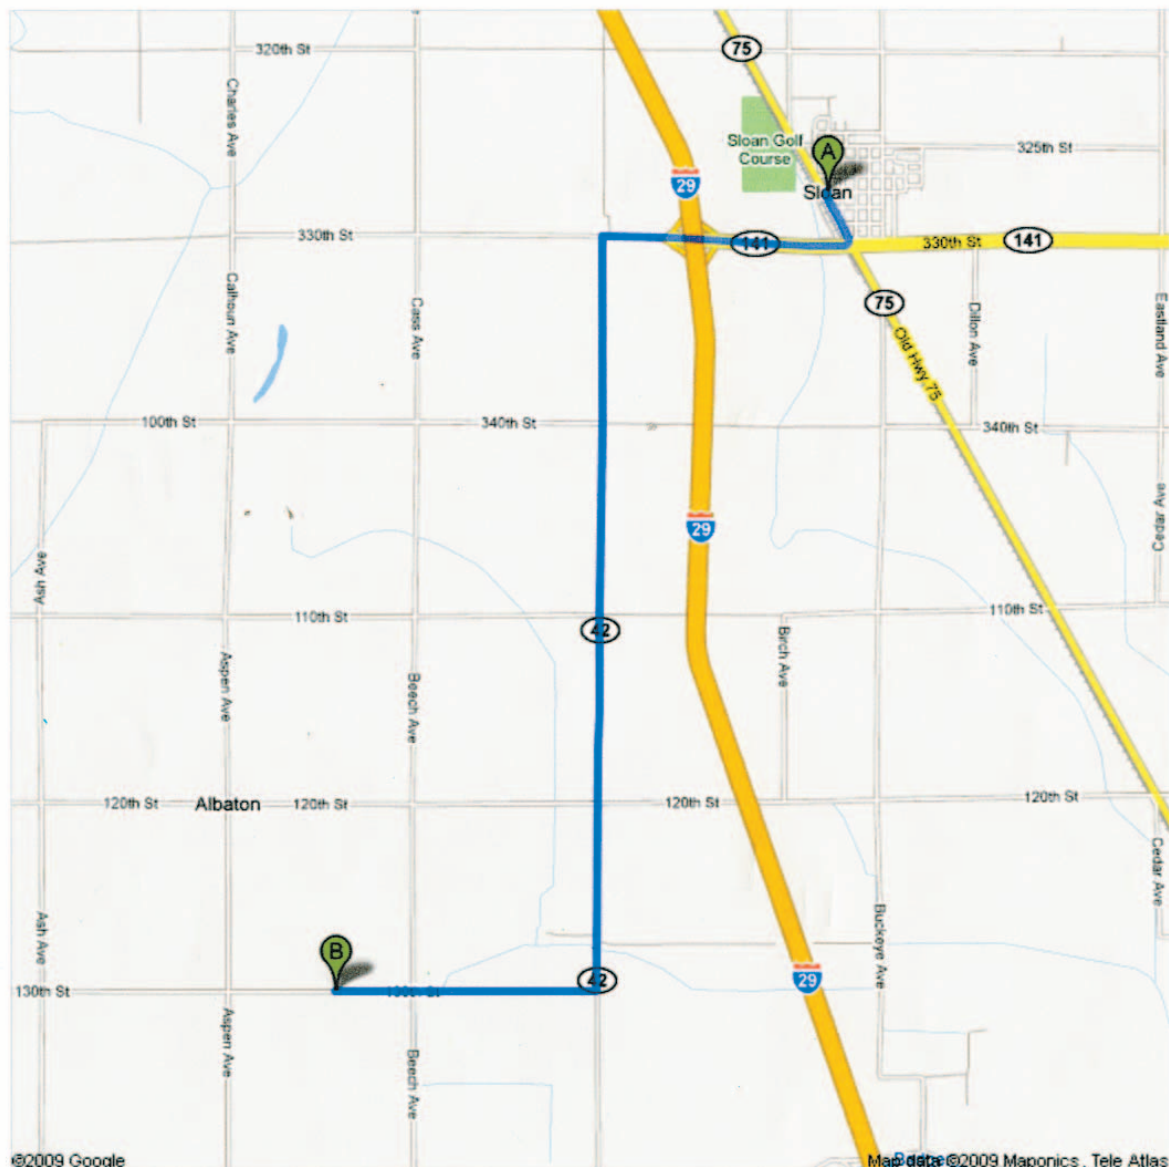 320th St
75
Charles Ave
Sloan Golf
Course
A
325th St
29
Sloan
330th St
141
330th St
141
Calhoun Ave
Cass Ave
75
Dillon Ave
Eastland Ave
Old Hwy 75
100th St
340th St
340th St
29
Cedar Ave
Ash Ave
110th St
42
110th St
Birch Ave
Aspen Ave
Beech Ave
120th St
Albaton
120th St
120th St
120th St
Cedar Ave
Ash Ave
Buckeye Ave
B
42
29
130th St
130th St
Aspen Ave
Beech Ave
©2009 Google
Map data ©2009 Maponics, Tele Atlas